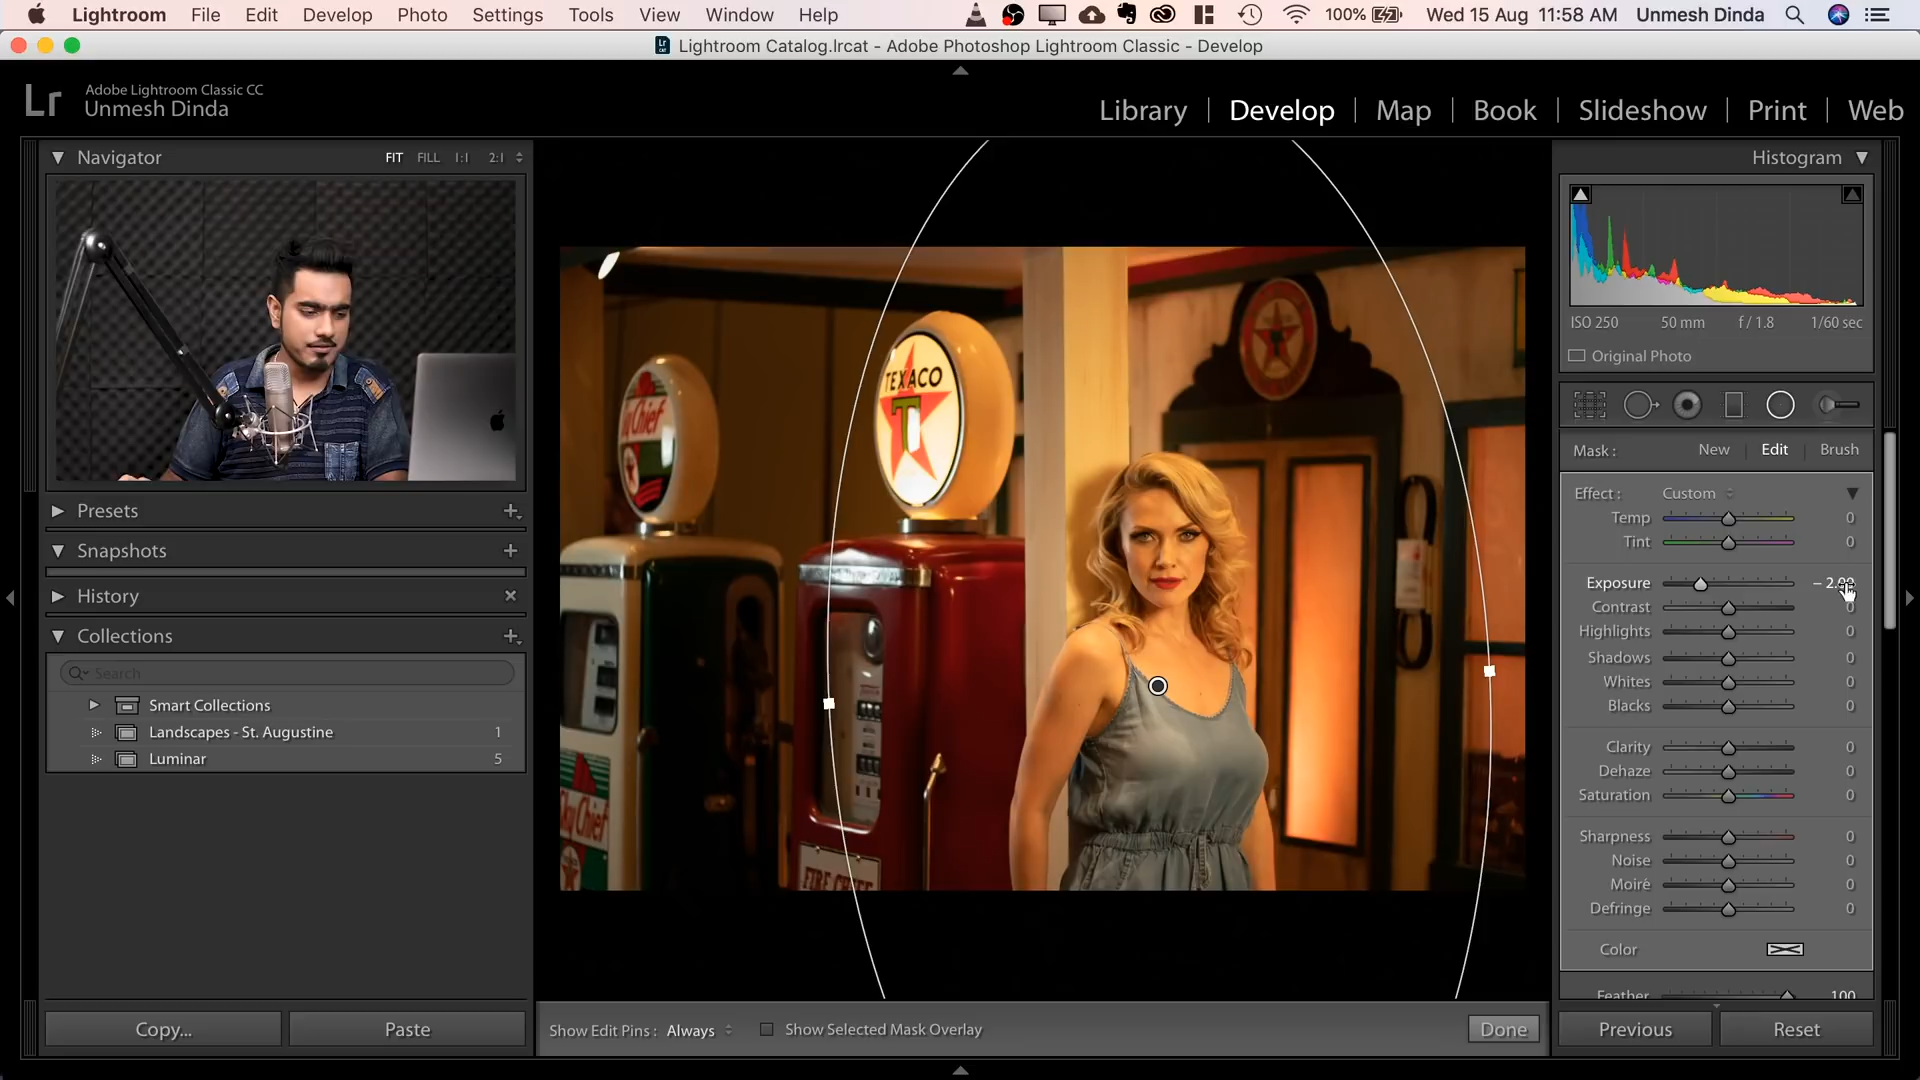 Lightroom File Edit Develop Photo Settings Tools View Window Help 100% Wed 15 Aug 11:58 AM Unmesh Dinda
Lightroom Catalog.lrcat - Adobe Photoshop Lightroom Classic - Develop
Lr Adobe Lightroom Classic CC
Unmesh Dinda
Library | Develop | Map | Book | Slideshow | Print | Web
Navigator FIT FILL 1:1 2:1
Histogram
ISO 250 50 mm f / 1.8 1/60 sec
Original Photo
Mask : New Edit Brush
Effect : Custom
Temp 0
Tint 0
Exposure
Contrast 0
Highlights 0
Shadows 0
Whites 0
Blacks 0
Clarity 0
Dehaze 0
Saturation 0
Sharpness 0
Noise 0
Moiré 0
Defringe 0
Color
Feather 100
Presets
Snapshots
History
Collections
Search
Smart Collections
Landscapes - St. Augustine 1
Luminar 5
TEXACO
T
Chief
FIRE CHIEF
Chief
Copy... Paste
Show Edit Pins : Always Show Selected Mask Overlay Done
Previous Reset